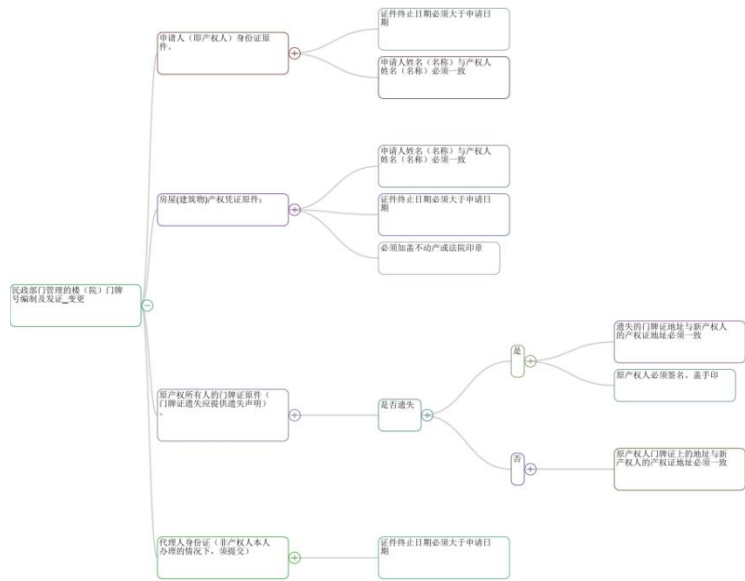 证件终止日期必须大于申请日
期
申请人（即产权人）身份证原
件。
申请人姓名（名称）与产权人
姓名（名称）必须一致
申请人姓名（名称）与产权人
姓名（名称）必须一致
房屋(建筑物)产权凭证原件；
证件终止日期必须大于申请日
期
必须加盖不动产或法院印章
民政部门管理的楼（院）门牌
号编制及发证_变更
遗失的门牌证地址与新产权人
的产权证地址必须一致
是
原产权人必须签名、盖手印
原产权所有人的门牌证原件（
门牌证遗失应提供遗失声明）
。
是否遗失
否
原产权人门牌证上的地址与新
产权人的产权证地址必须一致
代理人身份证（非产权人本人
办理的情况下，须提交）
证件终止日期必须大于申请日
期